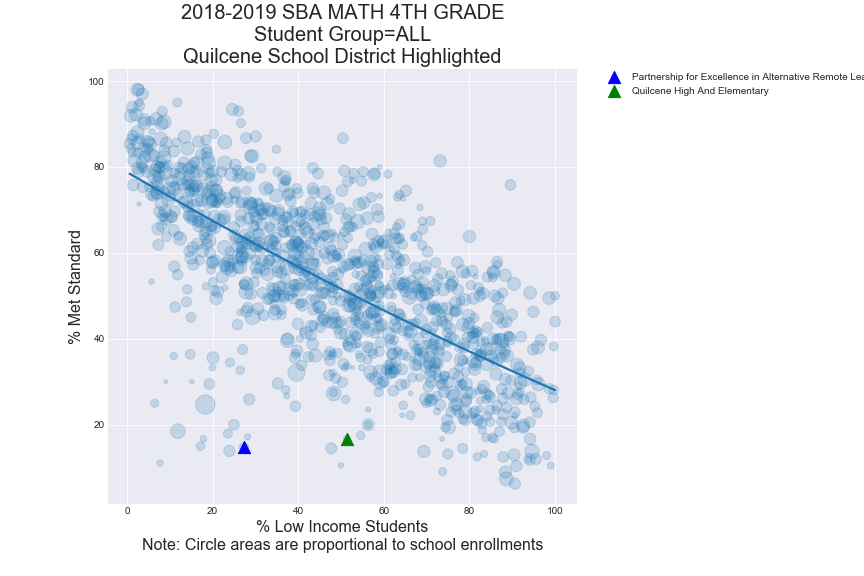 2018-2019 SBA MATH 4TH GRADE
Student Group=ALL
Quilcene School District Highlighted
Partnership for Excellence in Alternative Remote Lea
Quilcene High And Elementary
% Met Standard
100
80
60
40
20
0 20 40 60 80 100
% Low Income Students
Note: Circle areas are proportional to school enrollments